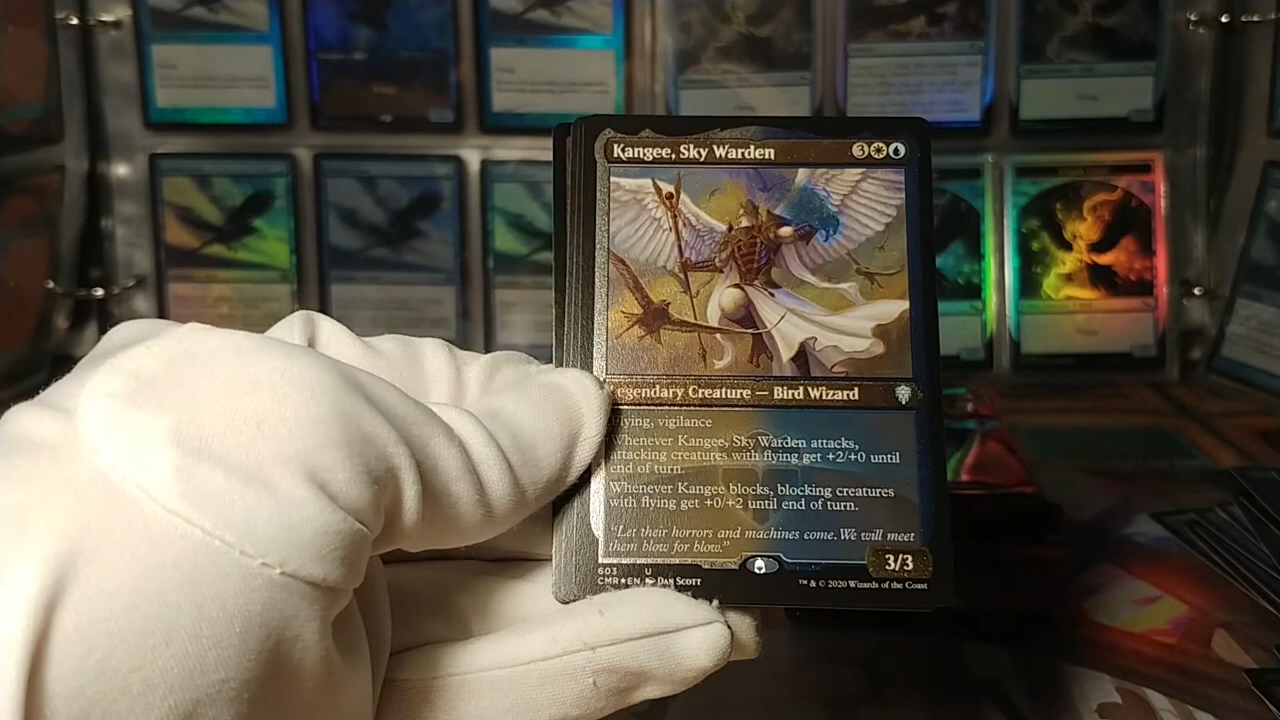 Kangee, Sky Warden 3
egendary Creature — Bird Wizard
lying, vigilance
Whenever Kangee, Sky Warden attacks,
attacking creatures with flying get +2/+0 until
end of turn.
Whenever Kangee blocks, blocking creatures
with flying get +0/+2 until end of turn.
"Let their horrors and machines come. We will meet
them blow for blow."
3/3
603 U
CMR★EN Dan Scott ™ & © 2020 Wizards of the Coast